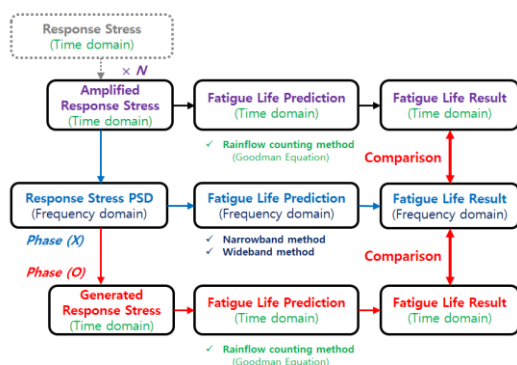 Response Stress
(Time domain)
× N
Amplified
Response Stress
(Time domain)
Fatigue Life Prediction
(Time domain)
Fatigue Life Result
(Time domain)
✓ Rainflow counting method
(Goodman Equation)
Comparison
Response Stress PSD
(Frequency domain)
Fatigue Life Prediction
(Frequency domain)
Fatigue Life Result
(Frequency domain)
Phase (X)
✓ Narrowband method
✓ Wideband method
Phase (O)
Comparison
Generated
Response Stress
(Time domain)
Fatigue Life Prediction
(Time domain)
Fatigue Life Result
(Time domain)
✓ Rainflow counting method
(Goodman Equation)